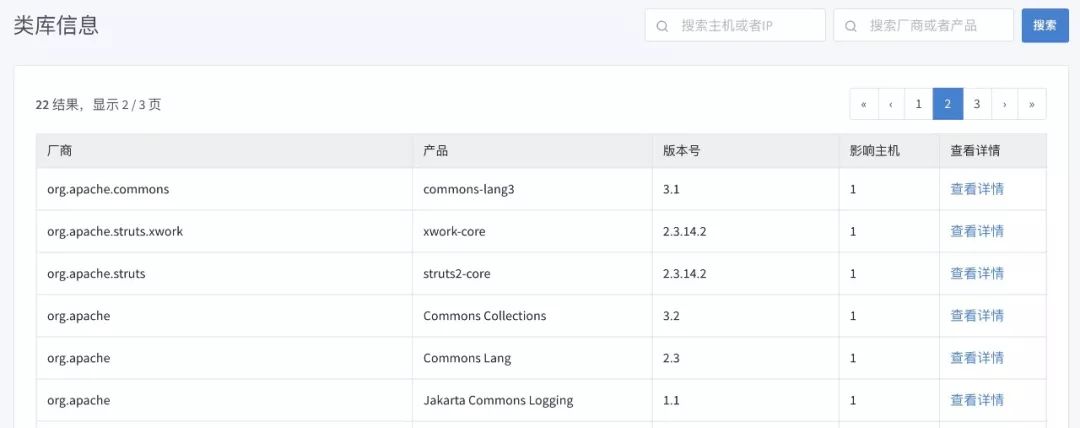 类库信息 搜索主机或者IP 搜索厂商或者产品 搜索
22 结果，显示 2 / 3 页 « ‹ 1 2 3 › »
厂商 产品 版本号 影响主机 查看详情
org.apache.commons commons-lang3 3.1 1 查看详情
org.apache.struts.xwork xwork-core 2.3.14.2 1 查看详情
org.apache.struts struts2-core 2.3.14.2 1 查看详情
org.apache Commons Collections 3.2 1 查看详情
org.apache Commons Lang 2.3 1 查看详情
org.apache Jakarta Commons Logging 1.1 1 查看详情